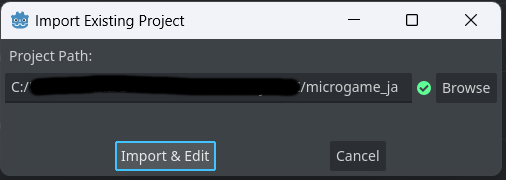 Import Existing Project
Project Path:
C:/ /microgame_ja Browse
Import & Edit Cancel